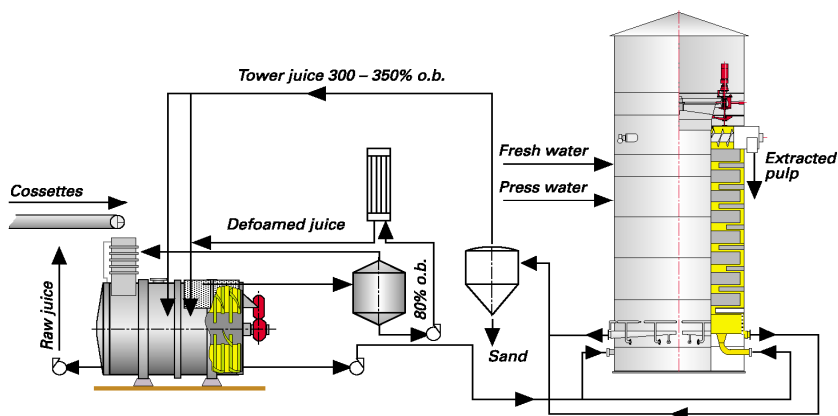 Tower juice 300 – 350% o.b.
Fresh water
Extracted
pulp
Press water
Cossettes
Defoamed juice
Raw juice
80% o.b.
Sand